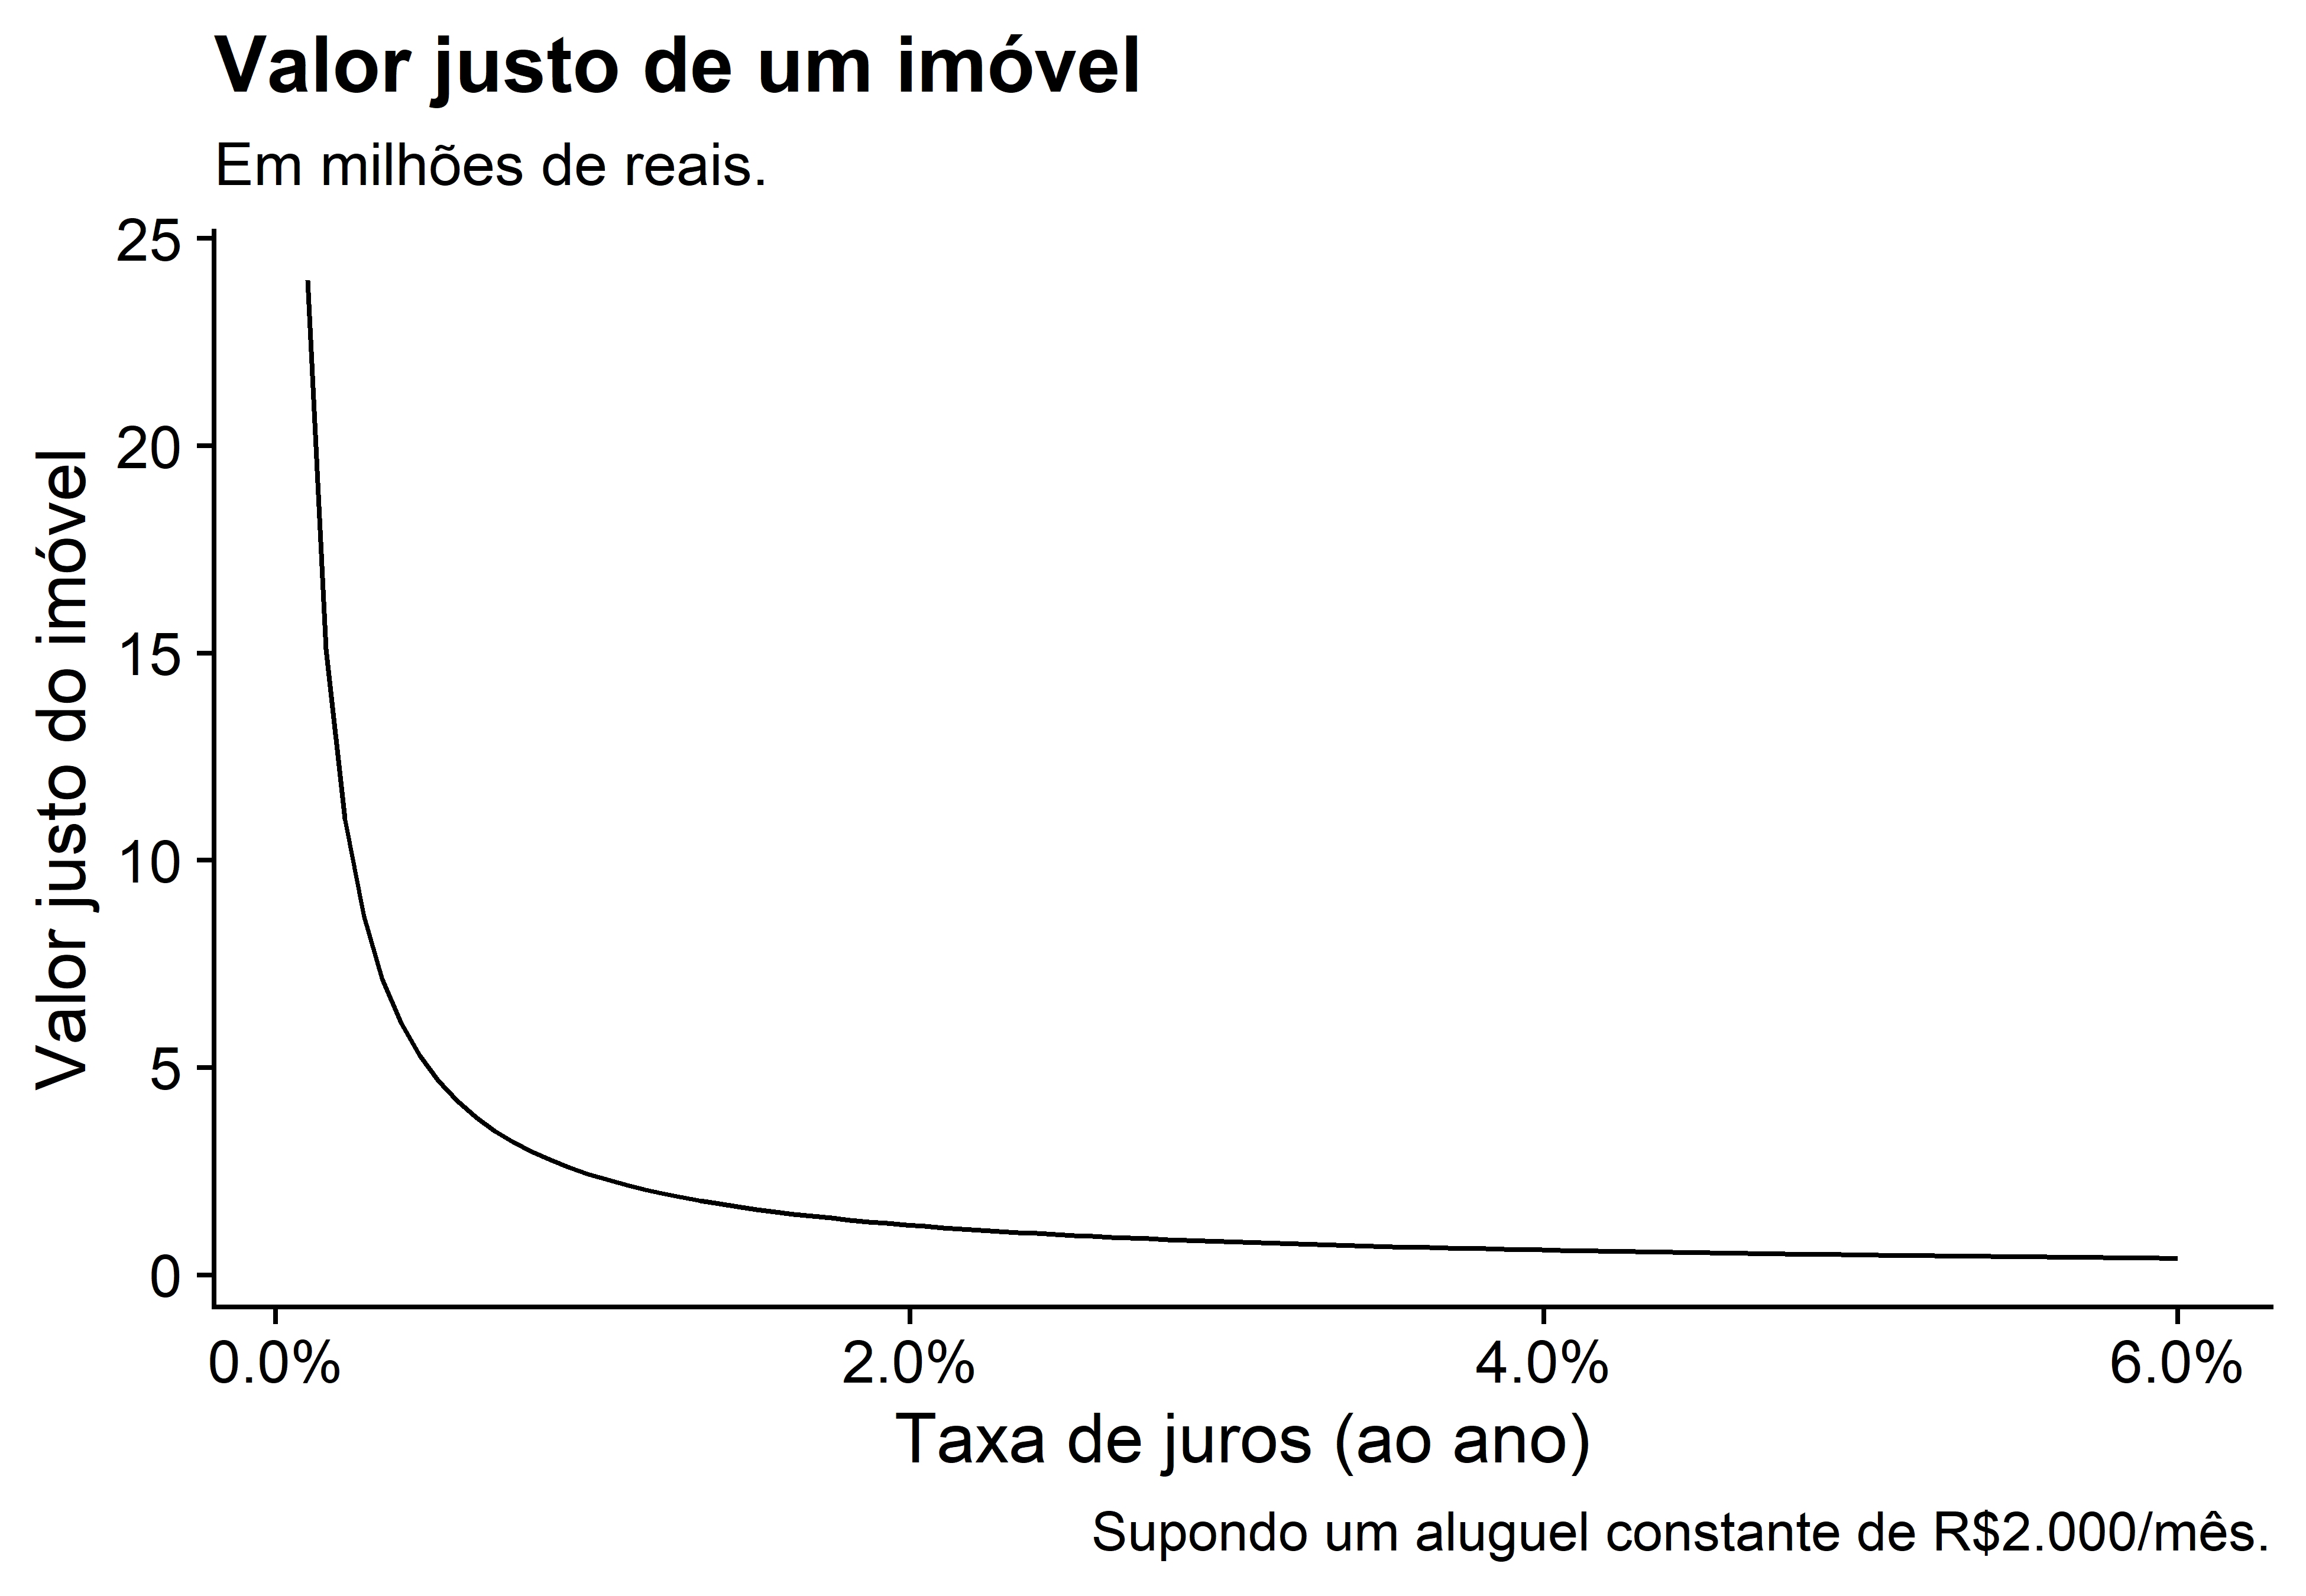 Valor justo de um imóvel
Em milhões de reais.
Valor justo do imóvel
25
20
15
10
5
0
0.0%
2.0%
4.0%
6.0%
Taxa de juros (ao ano)
Supondo um aluguel constante de R$2.000/mês.